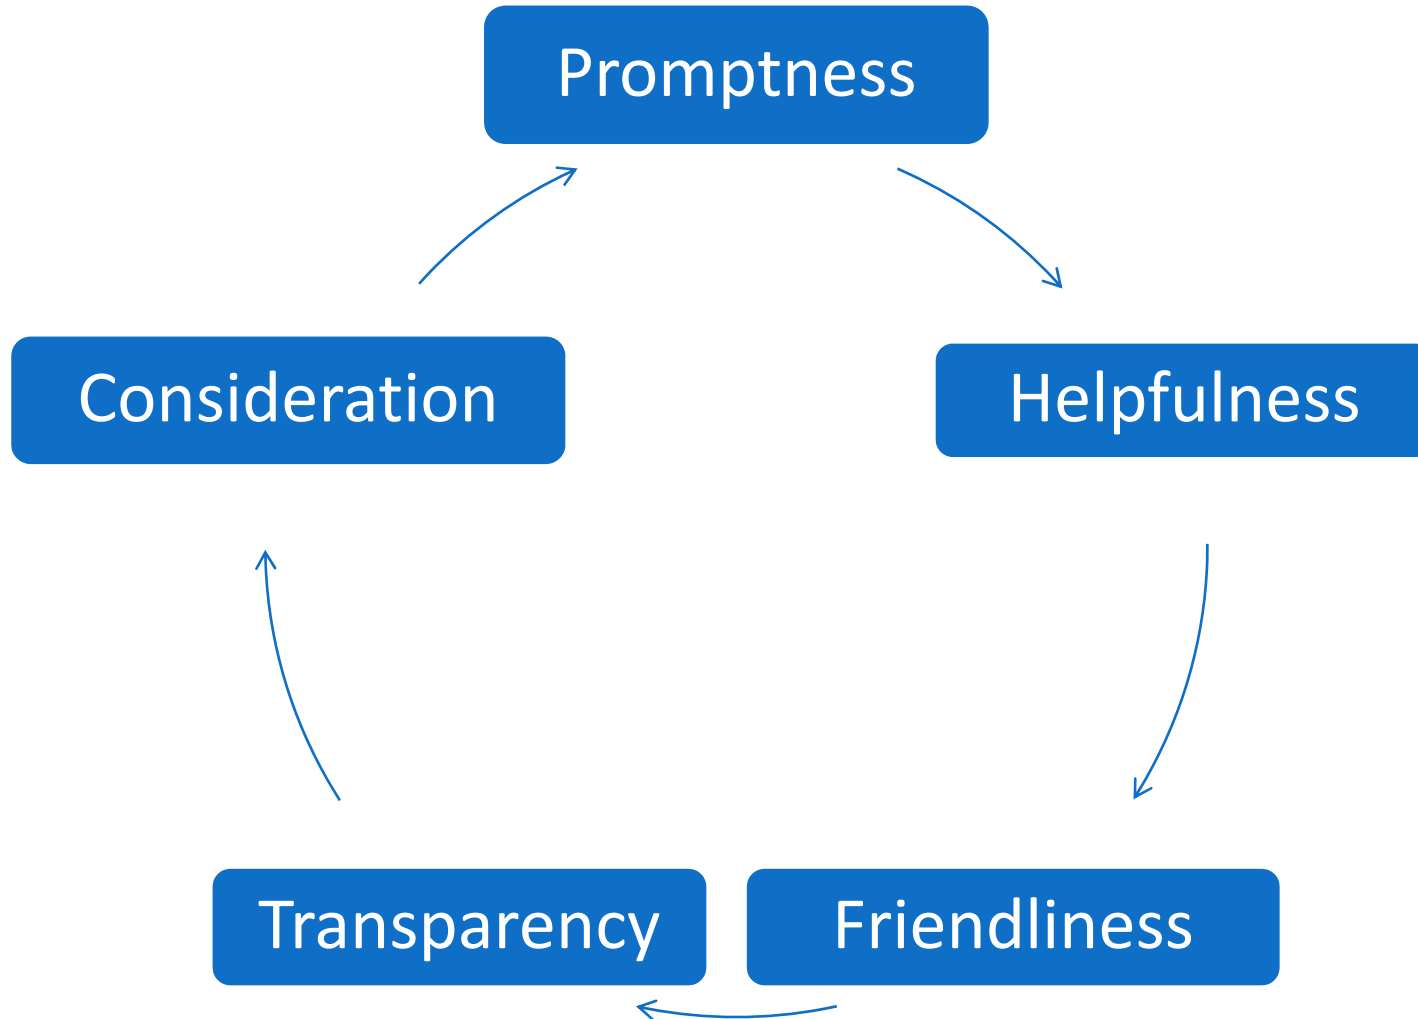 Promptness
Helpfulness
Friendliness
Transparency
Consideration